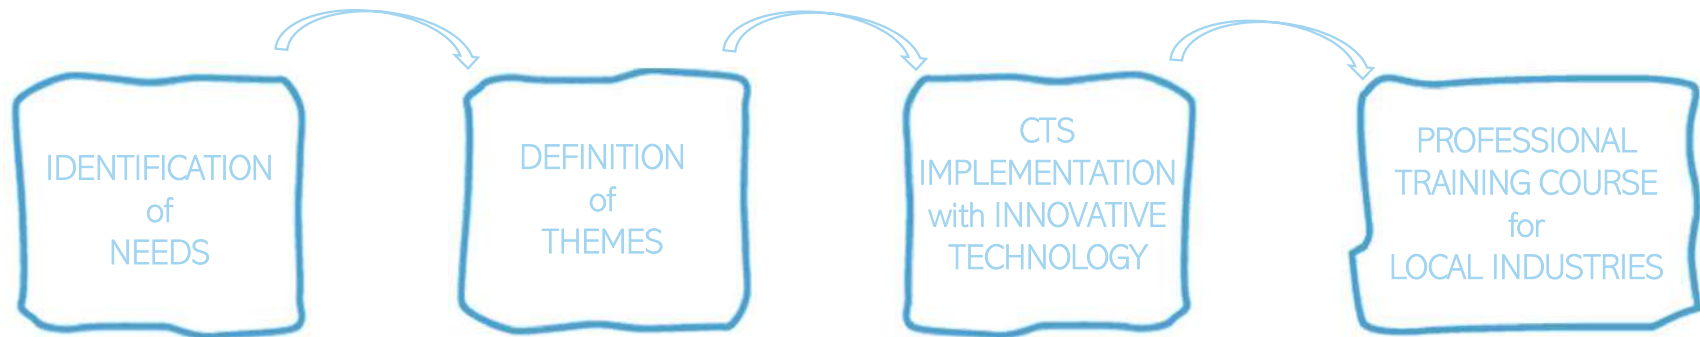 IDENTIFICATION
of
NEEDS
DEFINITION
of
THEMES
CTS
IMPLEMENTATION
with INNOVATIVE
TECHNOLOGY
PROFESSIONAL
TRAINING COURSE
for
LOCAL INDUSTRIES